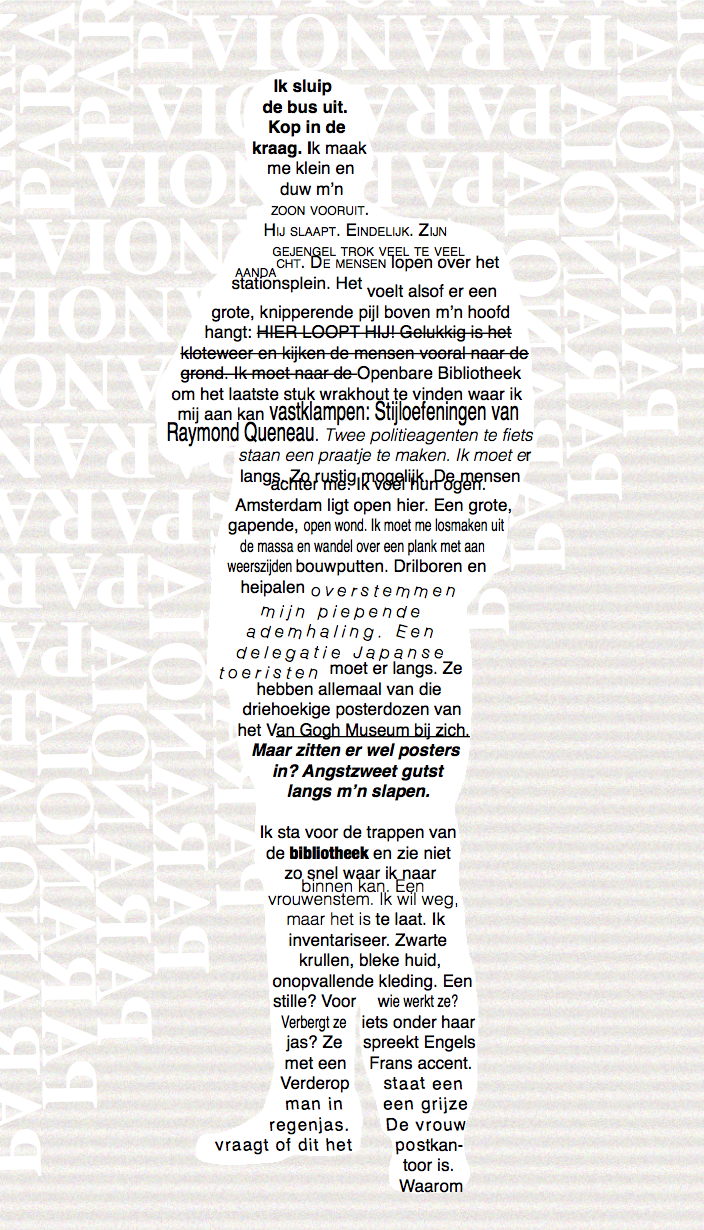 Ik sluip
de bus uit.
Kop in de
kraag. Ik maak
me klein en
duw m'n
ZOON VOORUIT.
HIJ SLAAPT. EINDELIJK. ZIJN
GEJENGEL TROK VEEL TE VEEL
AANDACHT. DE MENSEN lopen over het
stationsplein. Het voelt alsof er een
grote, knipperende pijl boven m'n hoofd
hangt: HIER LOOPT HIJ! Gelukkig is het
kloteweer en kijken de mensen vooral naar de
grond. Ik moet naar de Openbare Bibliotheek
om het laatste stuk wrakhout te vinden waar ik
mij aan kan vastklampen: Stijloefeningen van
Raymond Queneau. Twee politieagenten te fiets
staan een praatje te maken. Ik moet er
langs. Zo rustig mogelijk. De mensen
achter me. Ik voel hun ogen.
Amsterdam ligt open hier. Een grote,
gapende, open wond. Ik moet me losmaken uit
de massa en wandel over een plank met aan
weerszijden bouwputten. Drilboren en
heipalen overstemmen
mijn piepende
ademhaling. Een
delegatie Japanse
toeristen moet er langs. Ze
hebben allemaal van die
driehoekige posterdozen van
het Van Gogh Museum bij zich.
Maar zitten er wel posters
in? Angstzweet gutst
langs m'n slapen.
Ik sta voor de trappen van
de bibliotheek en zie niet
zo snel waar ik naar
binnen kan. Een
vrouwenstem. Ik wil weg,
maar het is te laat. Ik
inventariseer. Zwarte
krullen, bleke huid,
onopvallende kleding. Een
stille? Voor wie werkt ze?
Verbergt ze iets onder haar
jas? Ze spreekt Engels
met een Frans accent.
Verderop staat een
man in een grijze
regenjas. De vrouw
vraagt of dit het postkan-
toor is.
Waarom
PARANOIA
PARANOIA
PARANOIA
PARANOIA
PARANOIA
PARANOIA
PARANOIA
PARANOIA